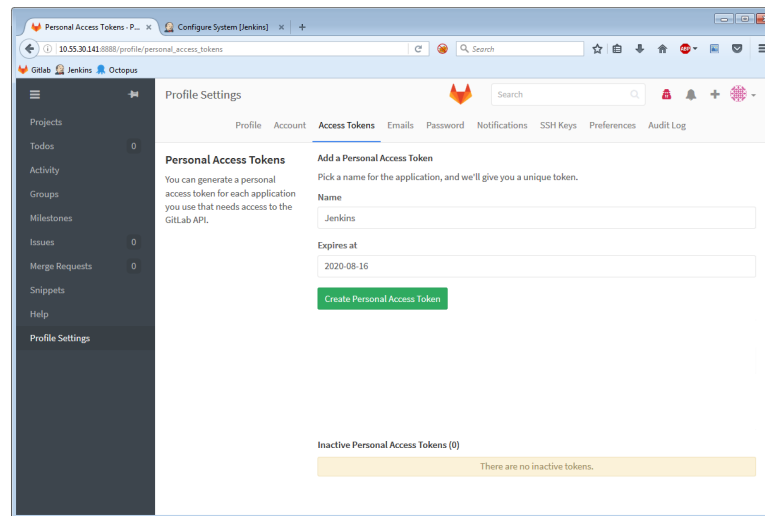 Personal Access Tokens - P...
Configure System [Jenkins]
10.55.30.141:8888/profile/personal_access_tokens
Search
ABP
Gitlab Jenkins Octopus
Profile Settings
Search
Profile Account Access Tokens Emails Password Notifications SSH Keys Preferences Audit Log
Projects
Todos 0
Activity
Groups
Milestones
Issues 0
Merge Requests 0
Snippets
Help
Profile Settings
Personal Access Tokens
You can generate a personal
access token for each application
you use that needs access to the
GitLab API.
Add a Personal Access Token
Pick a name for the application, and we'll give you a unique token.
Name
Jenkins
Expires at
2020-08-16
Create Personal Access Token
Inactive Personal Access Tokens (0)
There are no inactive tokens.